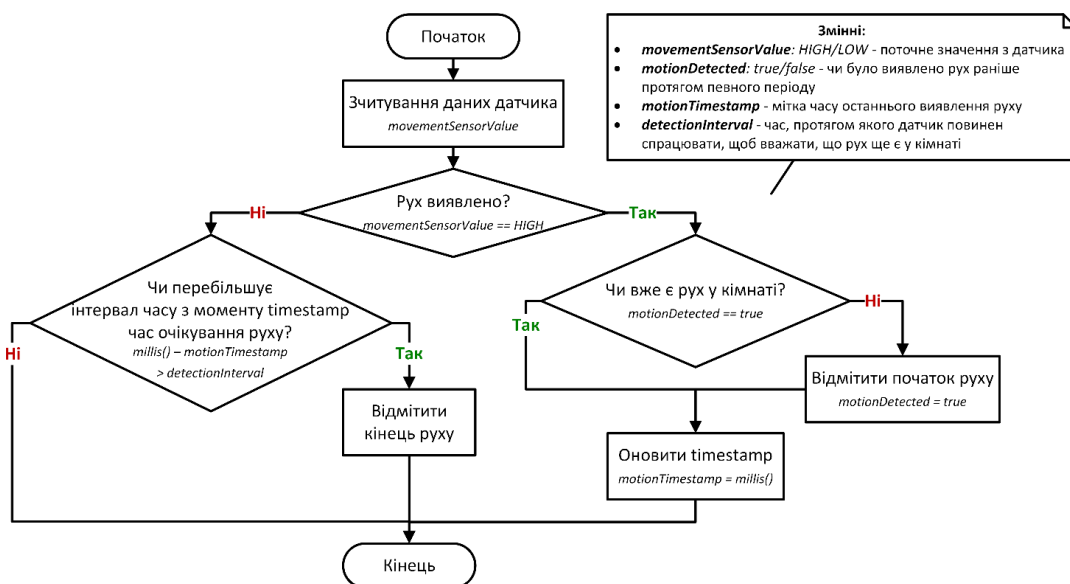 Початок
Змінні:
• movementSensorValue: HIGH/LOW - поточне значення з датчика
• motionDetected: true/false - чи було виявлено рух раніше
протягом певного періоду
• motionTimestamp - мітка часу останнього виявлення руху
• detectionInterval - час, протягом якого датчик повинен
спрацювати, щоб вважати, що рух ще є у кімнаті
Зчитування даних датчика
movementSensorValue
Рух виявлено?
movementSensorValue == HIGH
Ні
Так
Чи перебільшує
інтервал часу з моменту timestamp
час очікування руху?
millis() – motionTimestamp
> detectionInterval
Ні
Так
Чи вже є рух у кімнаті?
motionDetected == true
Так
Ні
Відмітити
кінець руху
Відмітити початок руху
motionDetected = true
Оновити timestamp
motionTimestamp = millis()
Кінець